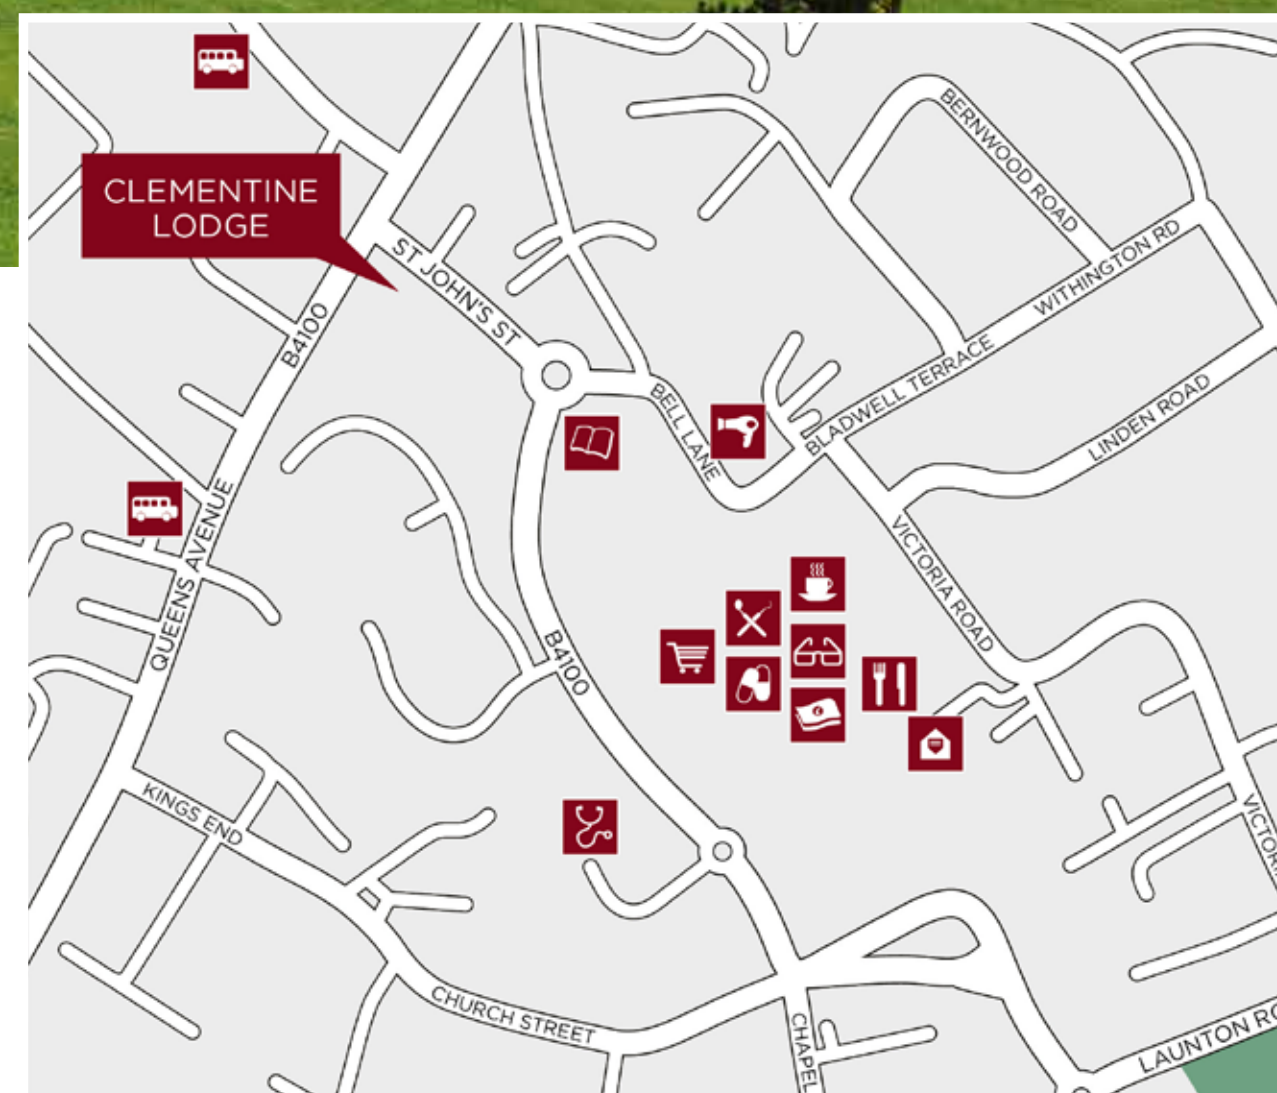 CLEMENTINE
LODGE
ST JOHN'S ST
B4100
BERNWOOD ROAD
WITHINGTON RD
BLADWELL TERRACE
BELL LANE
LINDEN ROAD
VICTORIA ROAD
QUEENS AVENUE
B4100
KINGS END
CHURCH STREET
CHAPEL
LAUNTON